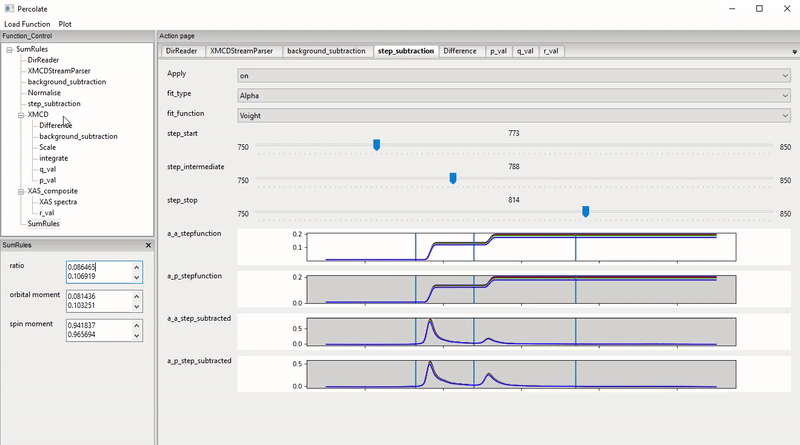 Percolate
Load Function Plot
Function_Control
SumRules
DirReader
XMCDStreamParser
background_subtraction
Normalise
step_subtraction
XMCD
Difference
background_subtraction
Scale
integrate
q_val
p_val
XAS_composite
XAS spectra
r_val
SumRules
SumRules
ratio
0.086465
0.106919
orbital moment
0.081436
0.103251
spin moment
0.941837
0.965694
Action page
DirReader XMCDStreamParser background_subtraction step_subtraction Difference p_val q_val r_val
Apply on
fit_type Alpha
fit_function Voight
step_start 773
750 850
step_intermediate 788
750 850
step_stop 814
750 850
a_a_stepfunction
0.2
0.1
a_p_stepfunction
0.2
0.0
a_a_step_subtracted
0.5
0.0
a_p_step_subtracted
0.5
0.0